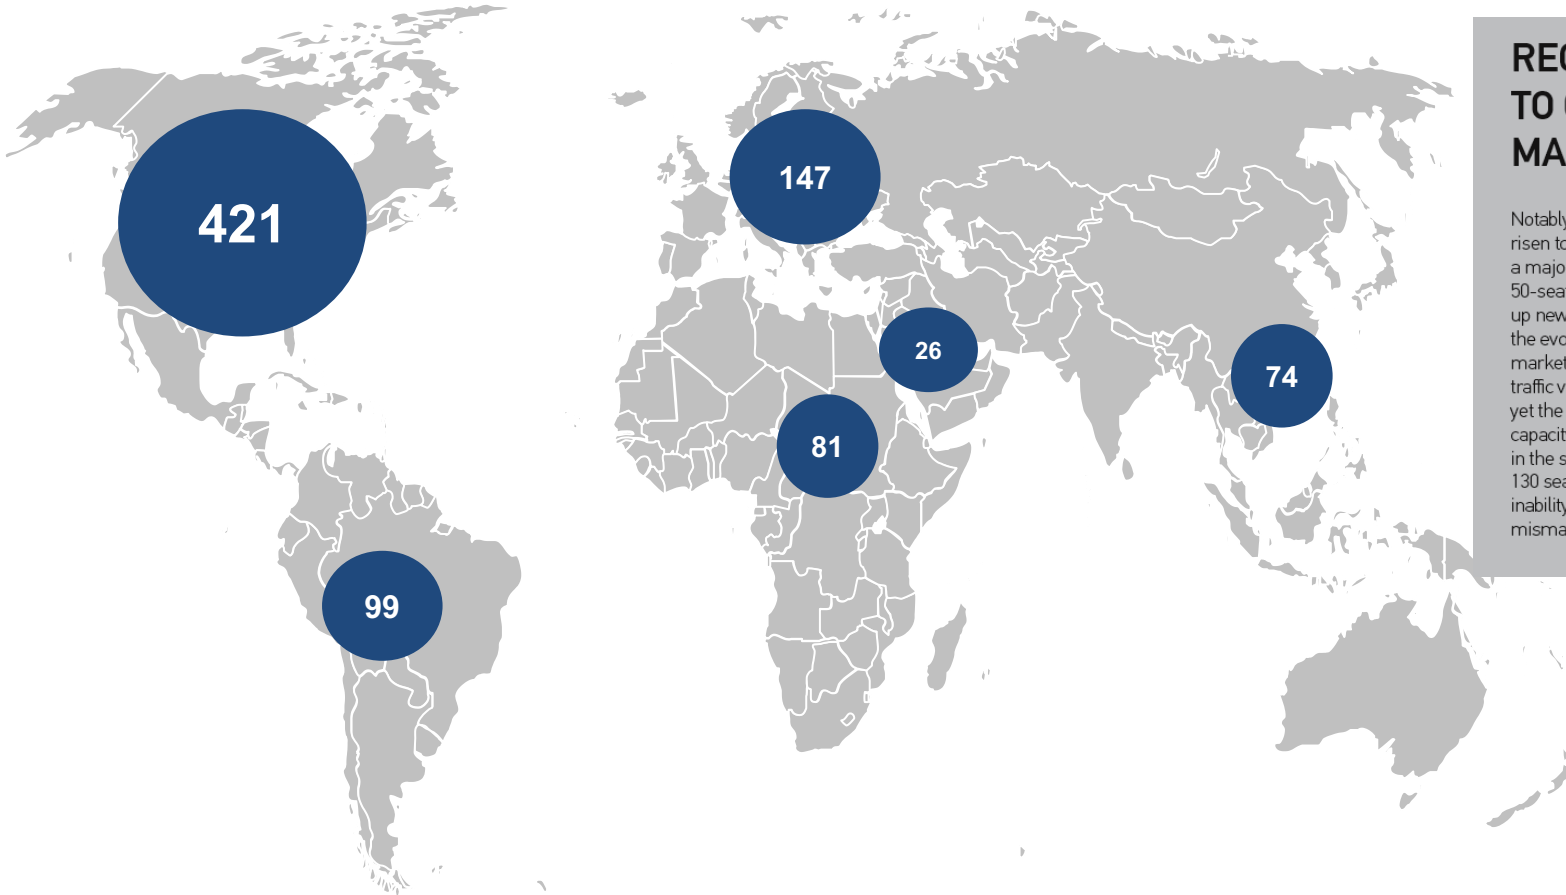 421
147
26
74
81
99
RE
TO
MA
Notably
risen to
a majo
50-sea
up new
the evo
market
traffic v
yet the
capacit
in the s
130 sea
inability
misma